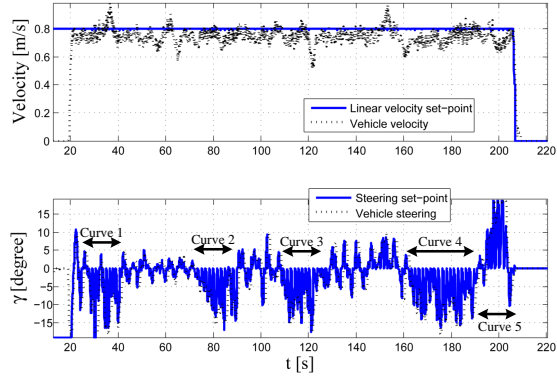 Velocity [m/s]
0.8
0.6
0.4
0.2
0
Linear velocity set-point
Vehicle velocity
20 40 60 80 100 120 140 160 180 200 220
γ [degree]
15
10
5
0
-5
-10
-15
Steering set-point
Vehicle steering
Curve 1
Curve 2
Curve 3
Curve 4
Curve 5
20 40 60 80 100 120 140 160 180 200 220
t [s]